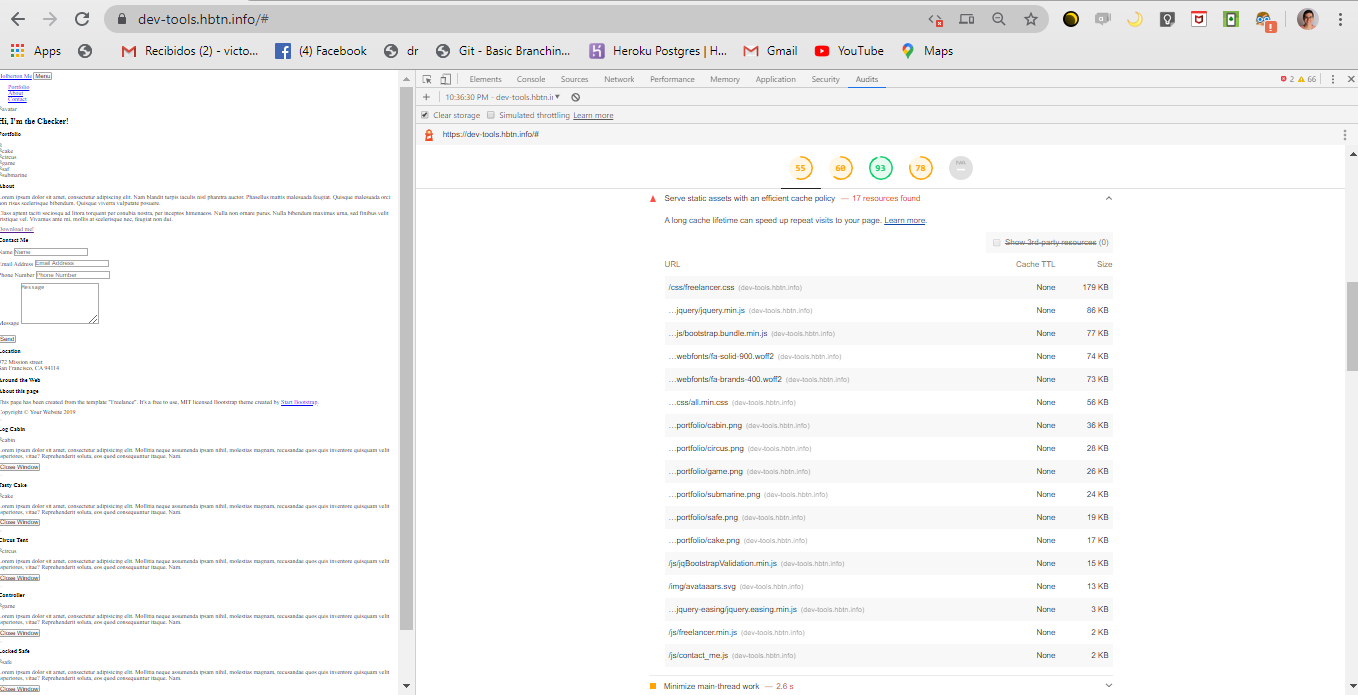 dev-tools.hbtn.info/#
Apps
Recibidos (2) - victo...
(4) Facebook
dr
Git - Basic Branchin...
Heroku Postgres | H...
Gmail
YouTube
Maps
Holberton Me Menu
Portfolio
About
Contact
avatar
Hi, I'm the Checker!
Portfolio
cake
circus
game
submarine
About
Lorem ipsum dolor sit amet, consectetur adipiscing elit. Nam blandit turpis iaculis nisl pharetra auctor. Phasellus malesuada feugiat. Quisque malesuada orci
non risus scelerisque bibendum. Quisque viverra vulputate posuere.
Class aptent taciti sociosqu ad litora torquent per conubia nostra, per inceptos himenaeos. Nulla non ornare purus. Nulla bibendum maximus urna, sed finibus velit
tristique vel. Vivamus ante mi, mollis at scelerisque nec, feugiat non dui.
Download me!
Contact Me
Name Name
Email Address Email Address
Phone Number Phone Number
Message
Message
Send
Location
972 Mission street
San Francisco, CA 94114
Around the Web
About this page
This page has been created from the template "Freelance". It's a free to use, MIT licensed Bootstrap theme created by Start Bootstrap.
Copyright © Your Website 2019
Log Cabin
cabin
Lorem ipsum dolor sit amet, consectetur adipisicing elit. Mollitia neque assumenda ipsam nihil, molestias magnam, recusandae quos quis inventore quisquam velit
asperiores, vitae? Reprehenderit soluta, eos quod consequuntur itaque. Nam.
Close Window
Tasty Cake
cake
Lorem ipsum dolor sit amet, consectetur adipisicing elit. Mollitia neque assumenda ipsam nihil, molestias magnam, recusandae quos quis inventore quisquam velit
asperiores, vitae? Reprehenderit soluta, eos quod consequuntur itaque. Nam.
Close Window
Circus Tent
circus
Lorem ipsum dolor sit amet, consectetur adipisicing elit. Mollitia neque assumenda ipsam nihil, molestias magnam, recusandae quos quis inventore quisquam velit
asperiores, vitae? Reprehenderit soluta, eos quod consequuntur itaque. Nam.
Close Window
Controller
game
Lorem ipsum dolor sit amet, consectetur adipisicing elit. Mollitia neque assumenda ipsam nihil, molestias magnam, recusandae quos quis inventore quisquam velit
asperiores, vitae? Reprehenderit soluta, eos quod consequuntur itaque. Nam.
Close Window
Locked Safe
safe
Lorem ipsum dolor sit amet, consectetur adipisicing elit. Mollitia neque assumenda ipsam nihil, molestias magnam, recusandae quos quis inventore quisquam velit
asperiores, vitae? Reprehenderit soluta, eos quod consequuntur itaque. Nam.
Close Window
Elements Console Sources Network Performance Memory Application Security Audits 2 66
10:36:30 PM - dev-tools.hbtn.i
Clear storage Simulated throttling Learn more
https://dev-tools.hbtn.info/#
55 60 93 78
Serve static assets with an efficient cache policy — 17 resources found
A long cache lifetime can speed up repeat visits to your page. Learn more.
Show 3rd-party resources (0)
URL Cache TTL Size
/css/freelancer.css (dev-tools.hbtn.info) None 179 KB
…jquery/jquery.min.js (dev-tools.hbtn.info) None 86 KB
…js/bootstrap.bundle.min.js (dev-tools.hbtn.info) None 77 KB
…webfonts/fa-solid-900.woff2 (dev-tools.hbtn.info) None 74 KB
…webfonts/fa-brands-400.woff2 (dev-tools.hbtn.info) None 73 KB
…css/all.min.css (dev-tools.hbtn.info) None 56 KB
…portfolio/cabin.png (dev-tools.hbtn.info) None 36 KB
…portfolio/circus.png (dev-tools.hbtn.info) None 28 KB
…portfolio/game.png (dev-tools.hbtn.info) None 26 KB
…portfolio/submarine.png (dev-tools.hbtn.info) None 24 KB
…portfolio/safe.png (dev-tools.hbtn.info) None 19 KB
…portfolio/cake.png (dev-tools.hbtn.info) None 17 KB
/js/jqBootstrapValidation.min.js (dev-tools.hbtn.info) None 15 KB
/img/avataaars.svg (dev-tools.hbtn.info) None 13 KB
…jquery-easing/jquery.easing.min.js (dev-tools.hbtn.info) None 3 KB
/js/freelancer.min.js (dev-tools.hbtn.info) None 2 KB
/js/contact_me.js (dev-tools.hbtn.info) None 2 KB
Minimize main-thread work — 2.6 s